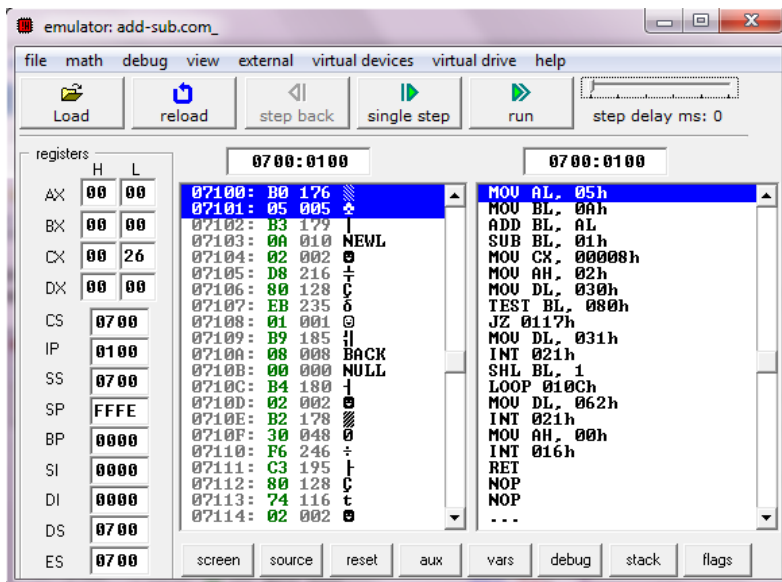 emulator: add-sub.com_
file math debug view external virtual devices virtual drive help
Load reload step back single step run step delay ms: 0
registers
H L
AX 00 00
BX 00 00
CX 00 26
DX 00 00
CS 0700
IP 0100
SS 0700
SP FFFE
BP 0000
SI 0000
DI 0000
DS 0700
ES 0700
0700:0100
07100: B0 176 ▒
07101: 05 005 ♣
07102: B3 179 │
07103: 0A 010 NEWL
07104: 02 002 ☻
07105: D8 216 ╪
07106: 80 128 Ç
07107: EB 235 δ
07108: 01 001 ☺
07109: B9 185 ╣
0710A: 08 008 BACK
0710B: 00 000 NULL
0710C: B4 180 ┤
0710D: 02 002 ☻
0710E: B2 178 ▓
0710F: 30 048 0
07110: F6 246 ÷
07111: C3 195 ├
07112: 80 128 Ç
07113: 74 116 t
07114: 02 002 ☻
0700:0100
MOV AL, 05h
MOV BL, 0Ah
ADD BL, AL
SUB BL, 01h
MOV CX, 00008h
MOV AH, 02h
MOV DL, 030h
TEST BL, 080h
JZ 0117h
MOV DL, 031h
INT 021h
SHL BL, 1
LOOP 010Ch
MOV DL, 062h
INT 021h
MOV AH, 00h
INT 016h
RET
NOP
NOP
...
screen source reset aux vars debug stack flags